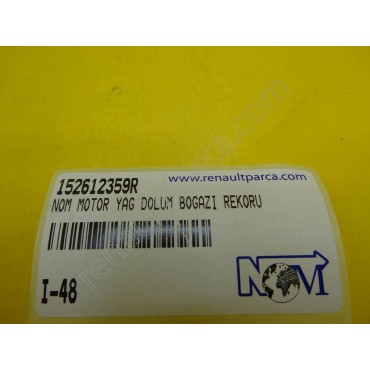 www.renaultparca.com
152612359R
NOM MOTOR YAG DOLUM BOGAZI REKORU
I-48
NOM